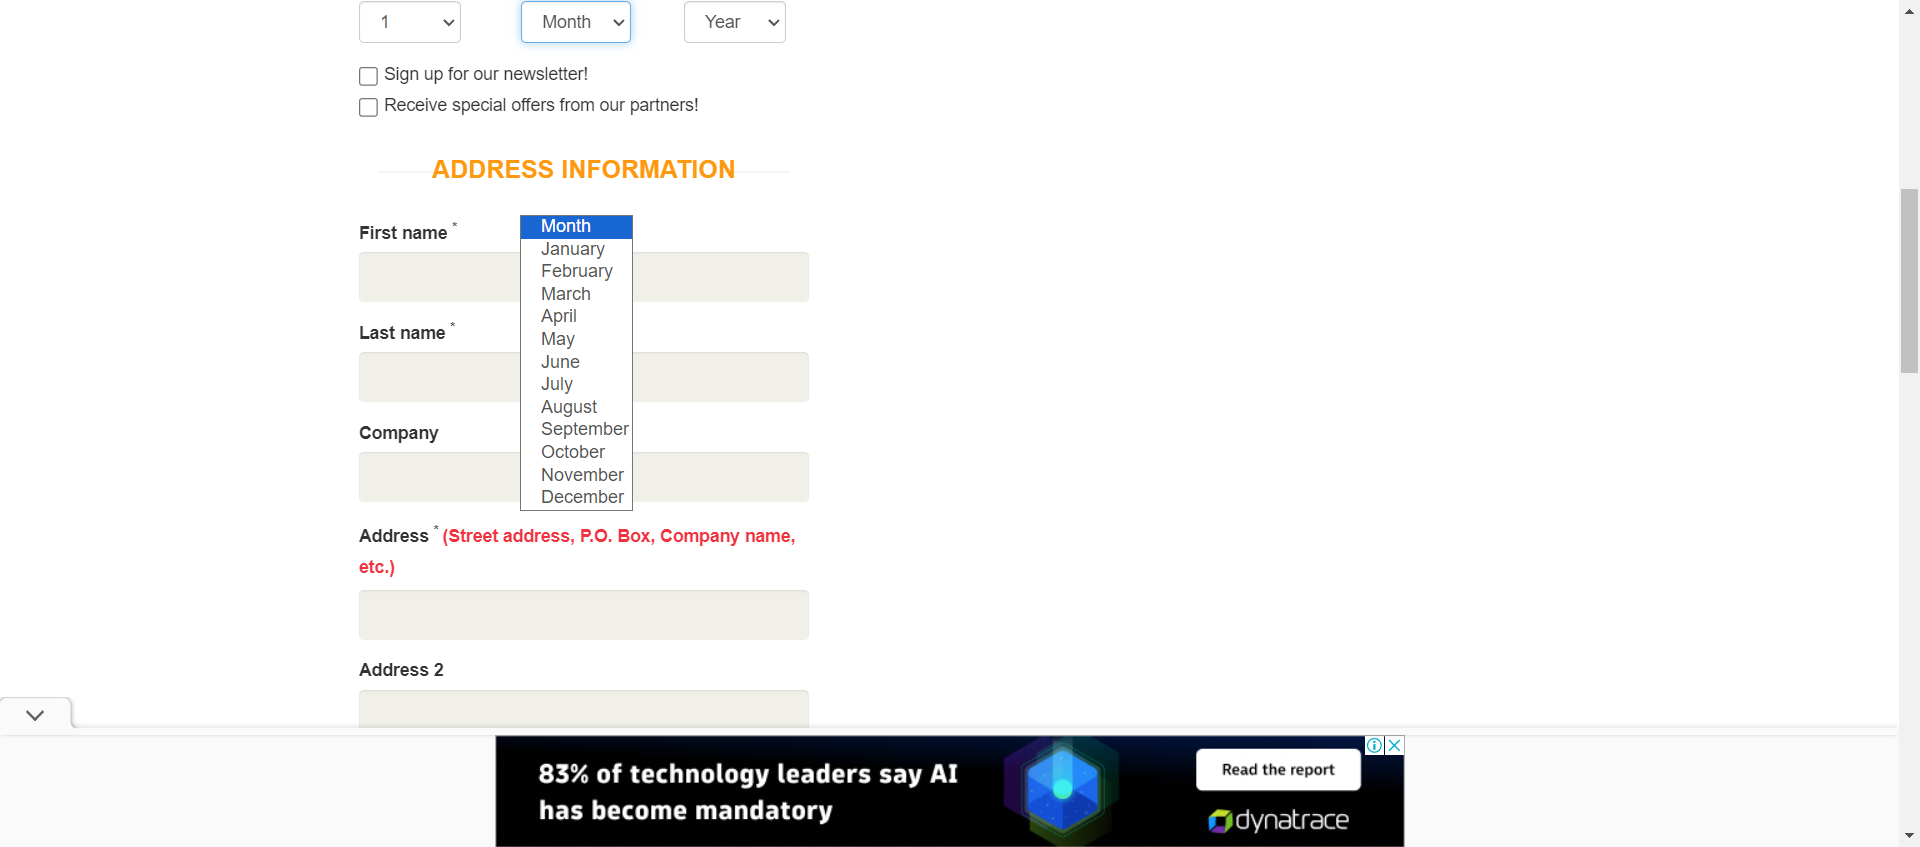 1 Month Year
Sign up for our newsletter!
Receive special offers from our partners!
ADDRESS INFORMATION
First name *
Month
January
February
March
April
May
June
July
August
September
October
November
December
Last name *
Company
Address * (Street address, P.O. Box, Company name,
etc.)
Address 2
83% of technology leaders say AI
has become mandatory
Read the report
dynatrace